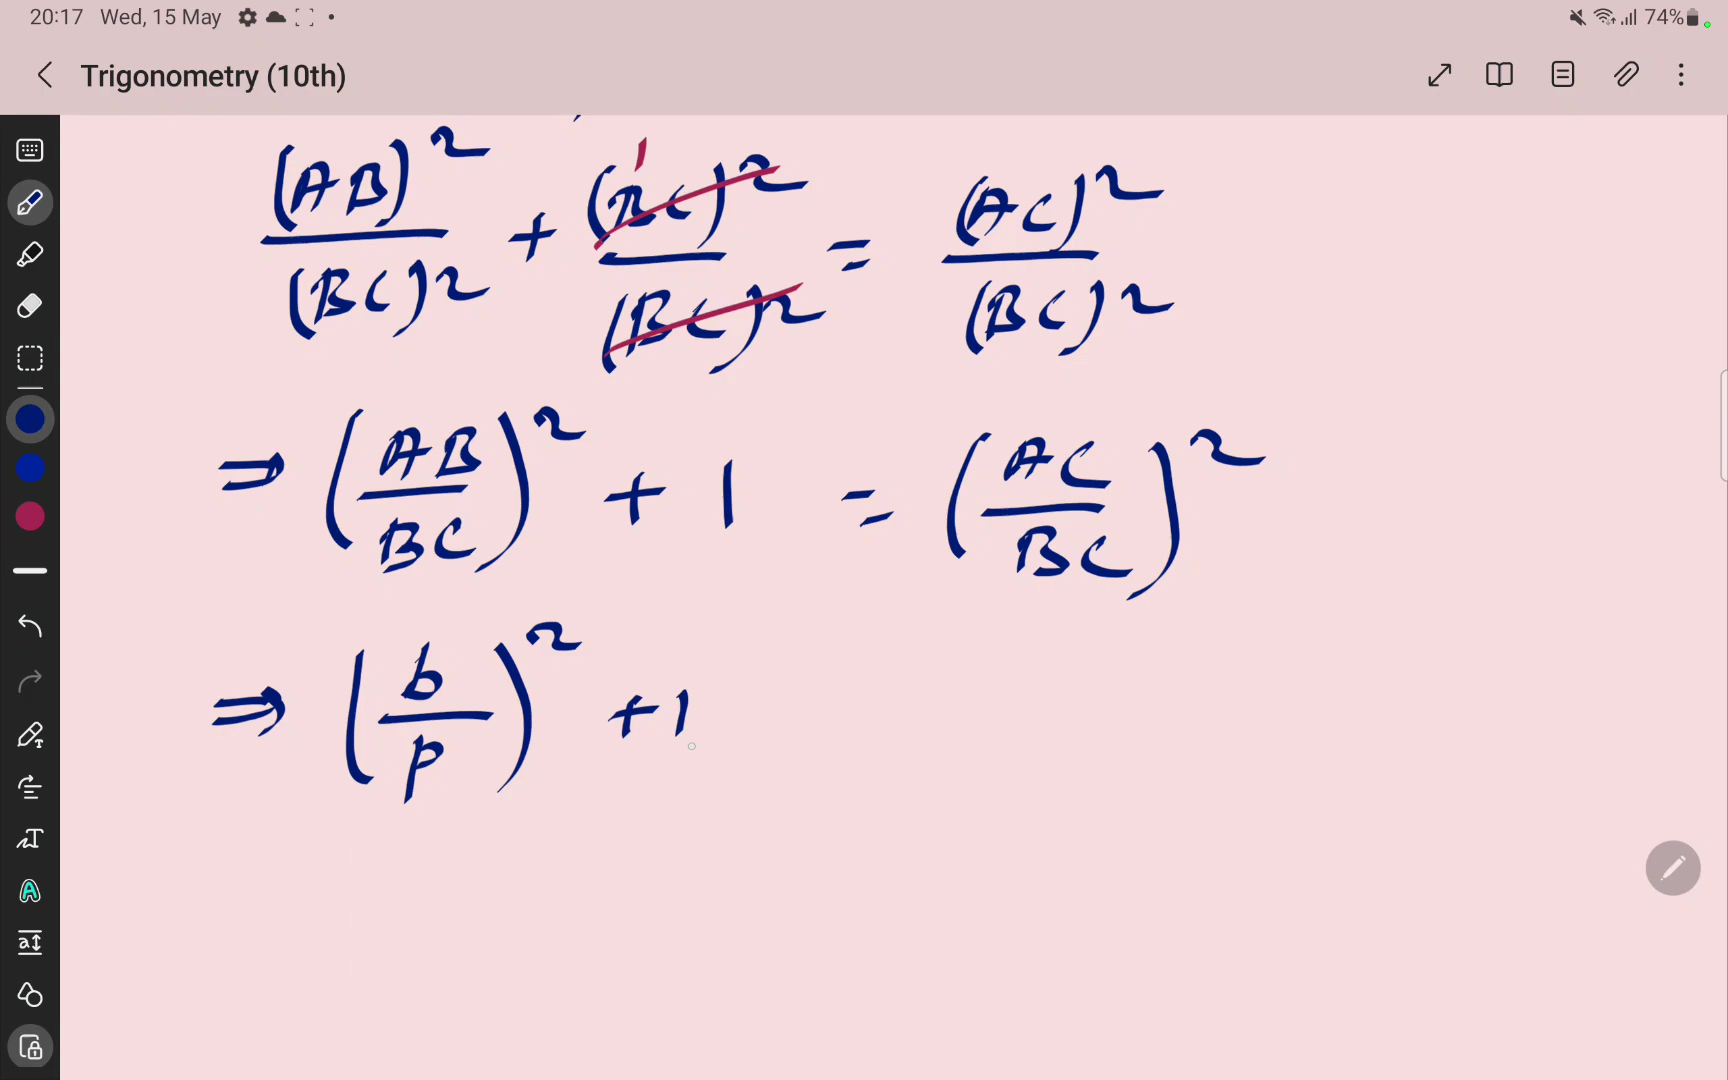 20:17 Wed, 15 May 74%
Trigonometry (10th)
1
(AB)²/(BC)² + (BC)²/(BC)² = (AC)²/(BC)²
⇒ (AB/BC)² + 1 = (AC/BC)²
⇒ (b/p)² + 1